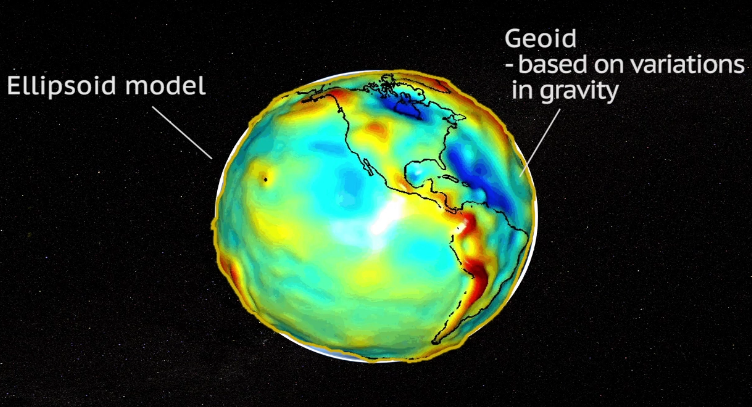 Ellipsoid model
Geoid
- based on variations
in gravity